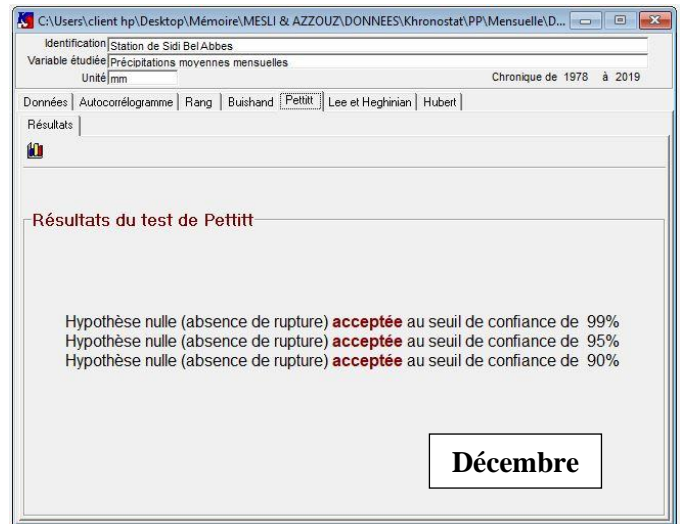 C:\Users\client hp\Desktop\Mémoire\MESLI & AZZOUZ\DONNEES\Khronostat\PP\Mensuelle\D...
Identification Station de Sidi Bel Abbes
Variable étudiée Précipitations moyennes mensuelles
Unité mm Chronique de 1978 à 2019
Données Autocorrélogramme Rang Buishand Pettitt Lee et Heghinian Hubert
Résultats
Résultats du test de Pettitt
Hypothèse nulle (absence de rupture) acceptée au seuil de confiance de 99%
Hypothèse nulle (absence de rupture) acceptée au seuil de confiance de 95%
Hypothèse nulle (absence de rupture) acceptée au seuil de confiance de 90%
Décembre